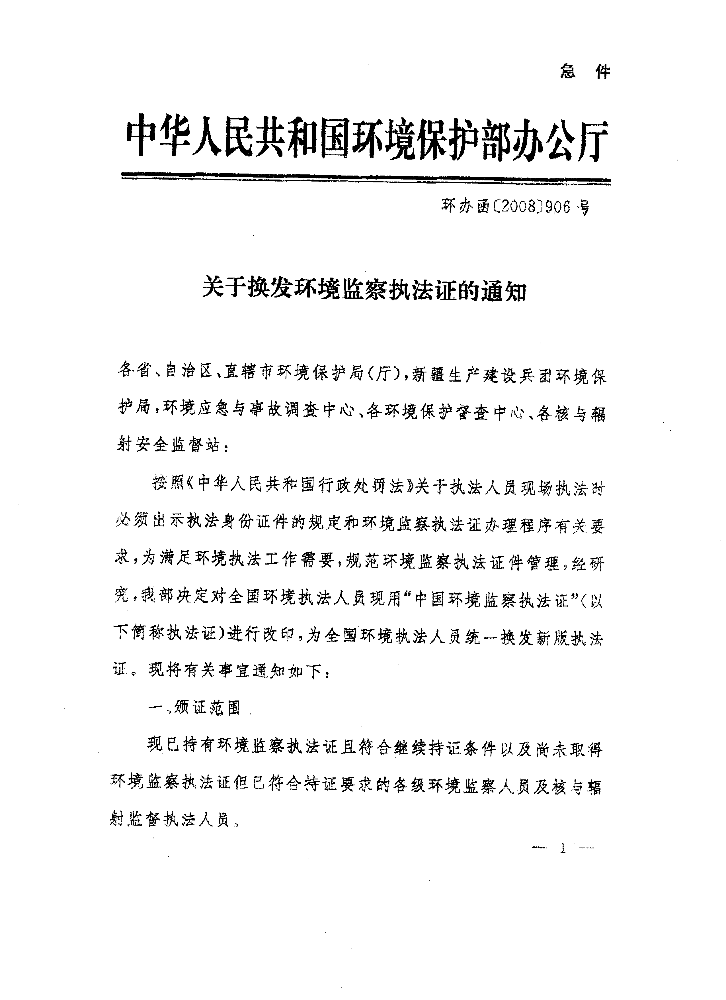 急 件
中华人民共和国环境保护部办公厅
环办函〔2008〕906 号
关于换发环境监察执法证的通知
各省、自治区、直辖市环境保护局(厅),新疆生产建设兵团环境保
护局,环境应急与事故调查中心、各环境保护督查中心、各核与辐
射安全监督站:
按照《中华人民共和国行政处罚法》关于执法人员现场执法时
必须出示执法身份证件的规定和环境监察执法证办理程序有关要
求,为满足环境执法工作需要,规范环境监察执法证件管理,经研
究,我部决定对全国环境执法人员现用“中国环境监察执法证”(以
下简称执法证)进行改印,为全国环境执法人员统一换发新版执法
证。现将有关事宜通知如下:
一、颁证范围
现已持有环境监察执法证且符合继续持证条件以及尚未取得
环境监察执法证但已符合持证要求的各级环境监察人员及核与辐
射监督执法人员。
— 1 —